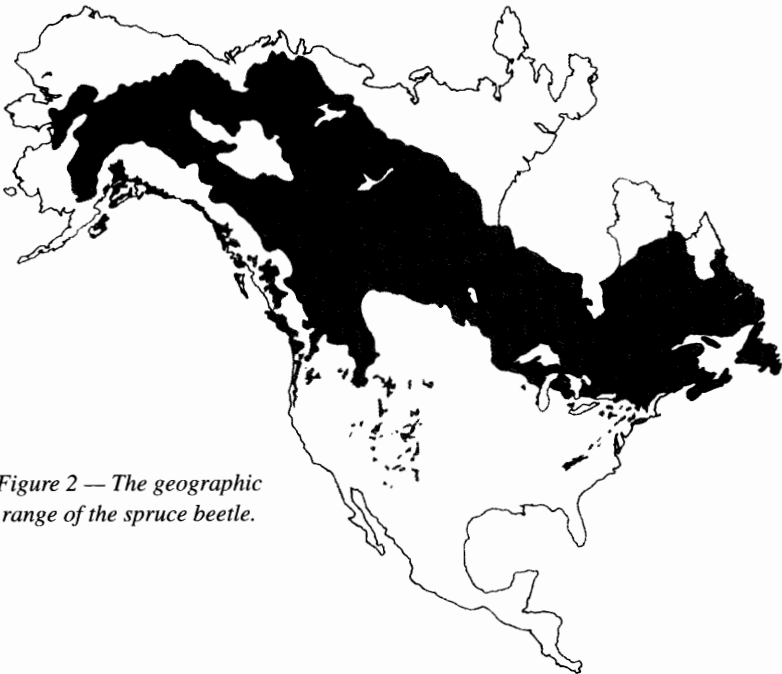 Figure 2 — The geographic
range of the spruce beetle.